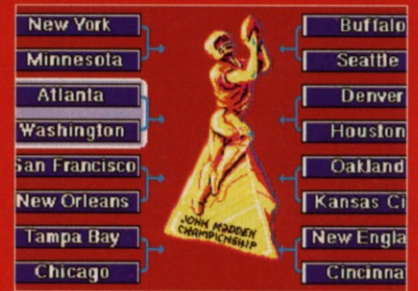 New York
Minnesota
Atlanta
Washington
San Francisco
New Orleans
Tampa Bay
Chicago
JOHN MADDEN
CHAMPIONSHIP
Buffalo
Seattle
Denver
Houston
Oakland
Kansas Ci
New Engla
Cincinna